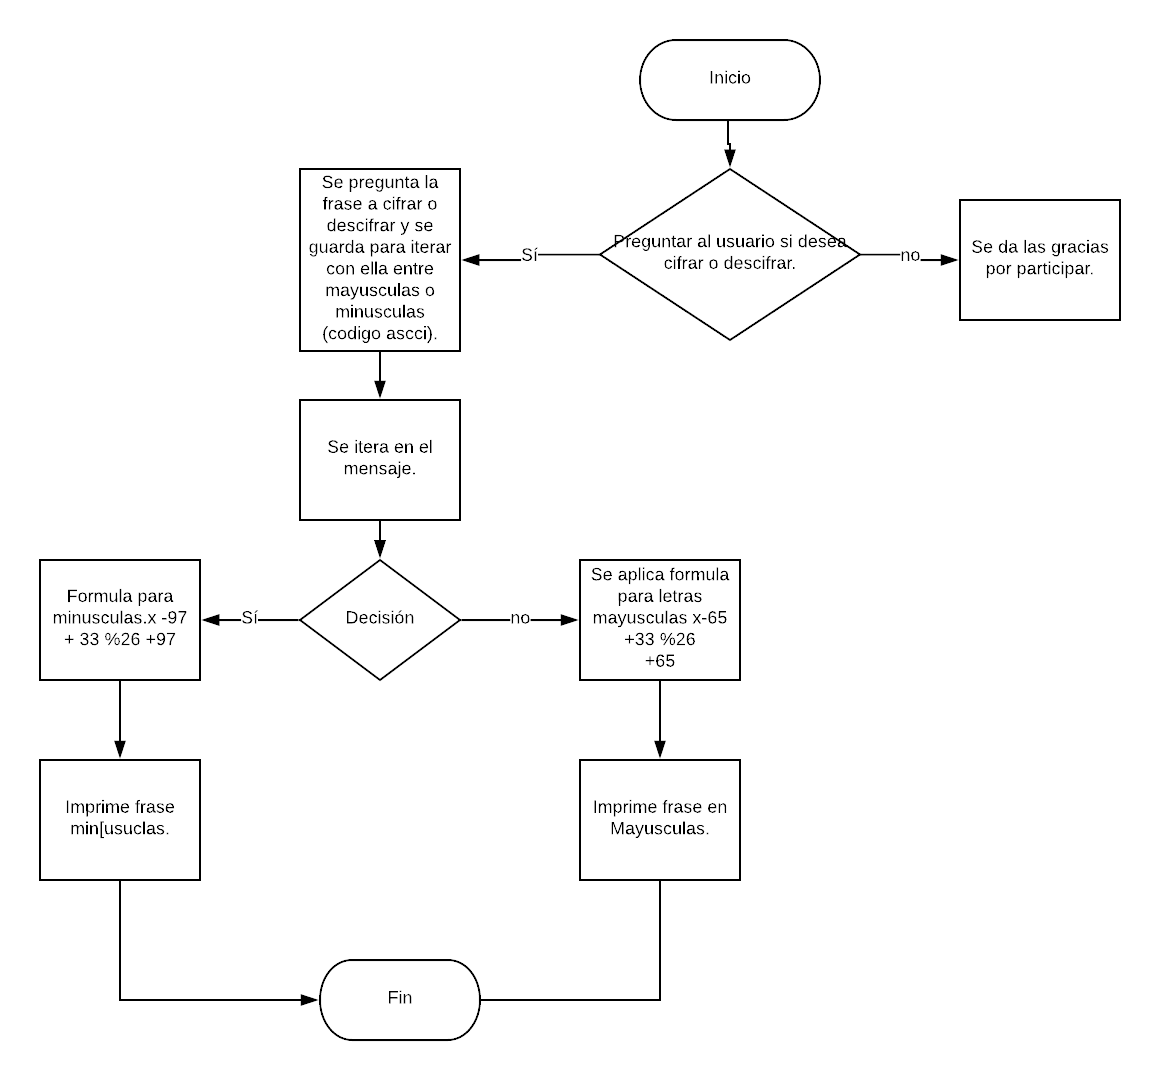 Inicio
Preguntar al usuario si desea
cifrar o descifrar.
Sí
no
Se pregunta la
frase a cifrar o
descifrar y se
guarda para iterar
con ella entre
mayusculas o
minusculas
(codigo ascci).
Se da las gracias
por participar.
Se itera en el
mensaje.
Decisión
Sí
no
Formula para
minusculas.x -97
+ 33 %26 +97
Se aplica formula
para letras
mayusculas x-65
+33 %26
+65
Imprime frase
min[usuclas.
Imprime frase en
Mayusculas.
Fin